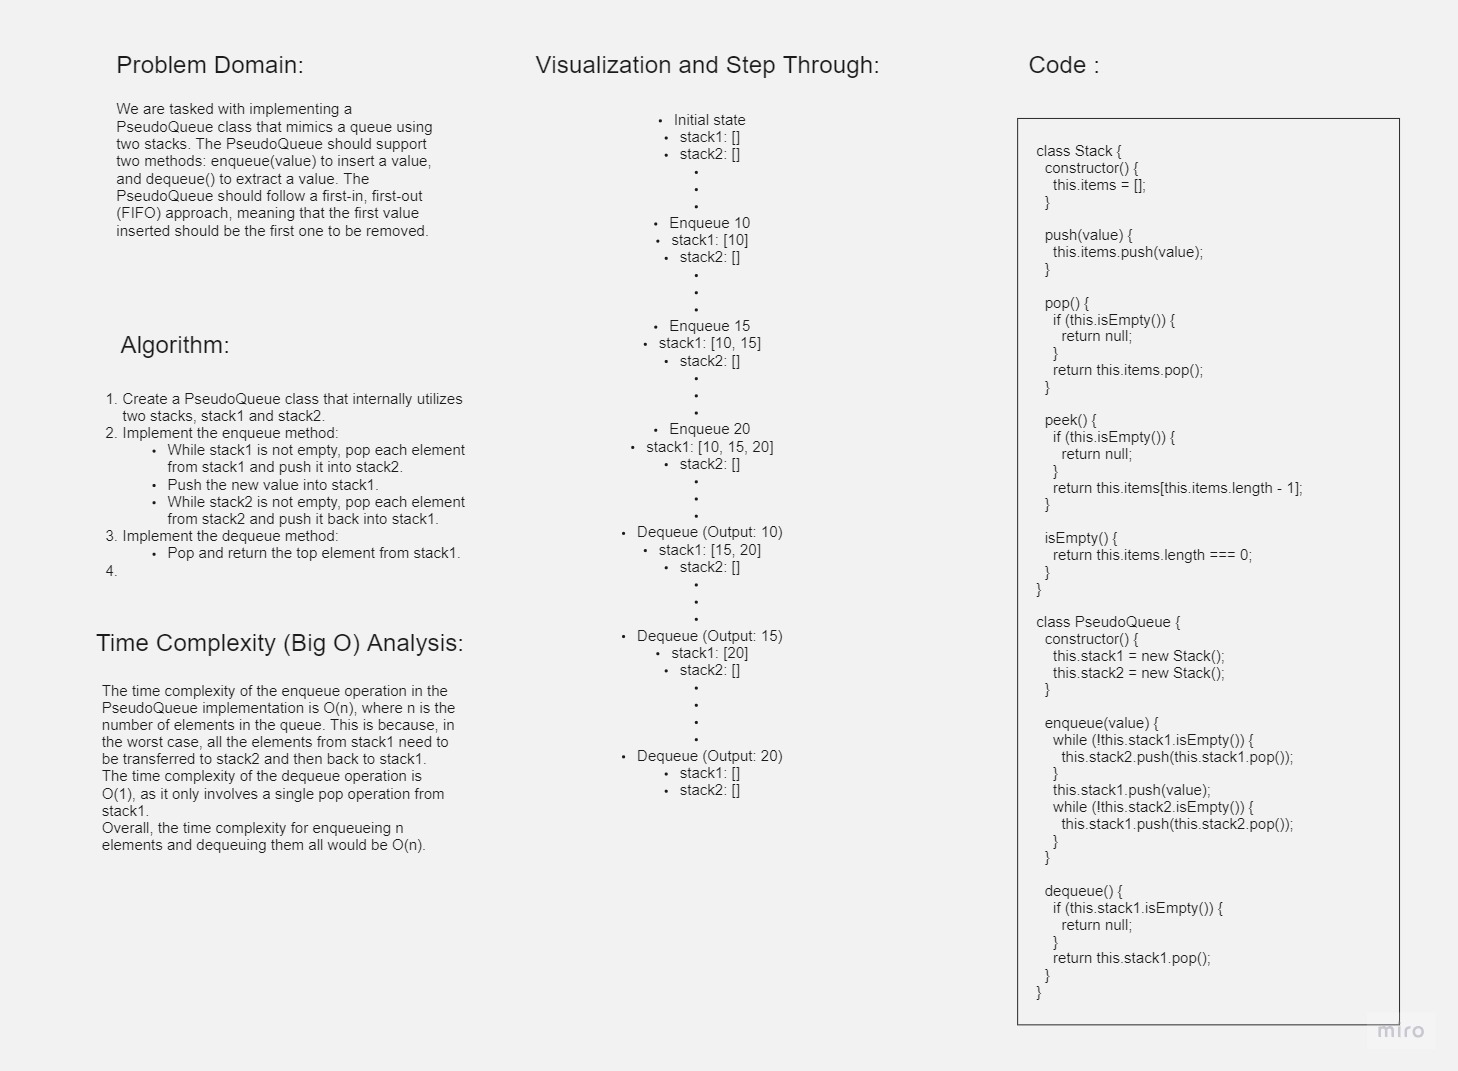 Problem Domain:
We are tasked with implementing a
PseudoQueue class that mimics a queue using
two stacks. The PseudoQueue should support
two methods: enqueue(value) to insert a value,
and dequeue() to extract a value. The
PseudoQueue should follow a first-in, first-out
(FIFO) approach, meaning that the first value
inserted should be the first one to be removed.
Algorithm:
1. Create a PseudoQueue class that internally utilizes
two stacks, stack1 and stack2.
2. Implement the enqueue method:
• While stack1 is not empty, pop each element
from stack1 and push it into stack2.
• Push the new value into stack1.
• While stack2 is not empty, pop each element
from stack2 and push it back into stack1.
3. Implement the dequeue method:
• Pop and return the top element from stack1.
4.
Time Complexity (Big O) Analysis:
The time complexity of the enqueue operation in the
PseudoQueue implementation is O(n), where n is the
number of elements in the queue. This is because, in
the worst case, all the elements from stack1 need to
be transferred to stack2 and then back to stack1.
The time complexity of the dequeue operation is
O(1), as it only involves a single pop operation from
stack1.
Overall, the time complexity for enqueueing n
elements and dequeuing them all would be O(n).
Visualization and Step Through:
• Initial state
• stack1: []
• stack2: []
•
•
•
• Enqueue 10
• stack1: [10]
• stack2: []
•
•
•
• Enqueue 15
• stack1: [10, 15]
• stack2: []
•
•
•
• Enqueue 20
• stack1: [10, 15, 20]
• stack2: []
•
•
•
• Dequeue (Output: 10)
• stack1: [15, 20]
• stack2: []
•
•
•
• Dequeue (Output: 15)
• stack1: [20]
• stack2: []
•
•
•
•
• Dequeue (Output: 20)
• stack1: []
• stack2: []
Code :
class Stack {
constructor() {
this.items = [];
}
push(value) {
this.items.push(value);
}
pop() {
if (this.isEmpty()) {
return null;
}
return this.items.pop();
}
peek() {
if (this.isEmpty()) {
return null;
}
return this.items[this.items.length - 1];
}
isEmpty() {
return this.items.length === 0;
}
}
class PseudoQueue {
constructor() {
this.stack1 = new Stack();
this.stack2 = new Stack();
}
enqueue(value) {
while (!this.stack1.isEmpty()) {
this.stack2.push(this.stack1.pop());
}
this.stack1.push(value);
while (!this.stack2.isEmpty()) {
this.stack1.push(this.stack2.pop());
}
}
dequeue() {
if (this.stack1.isEmpty()) {
return null;
}
return this.stack1.pop();
}
}
miro